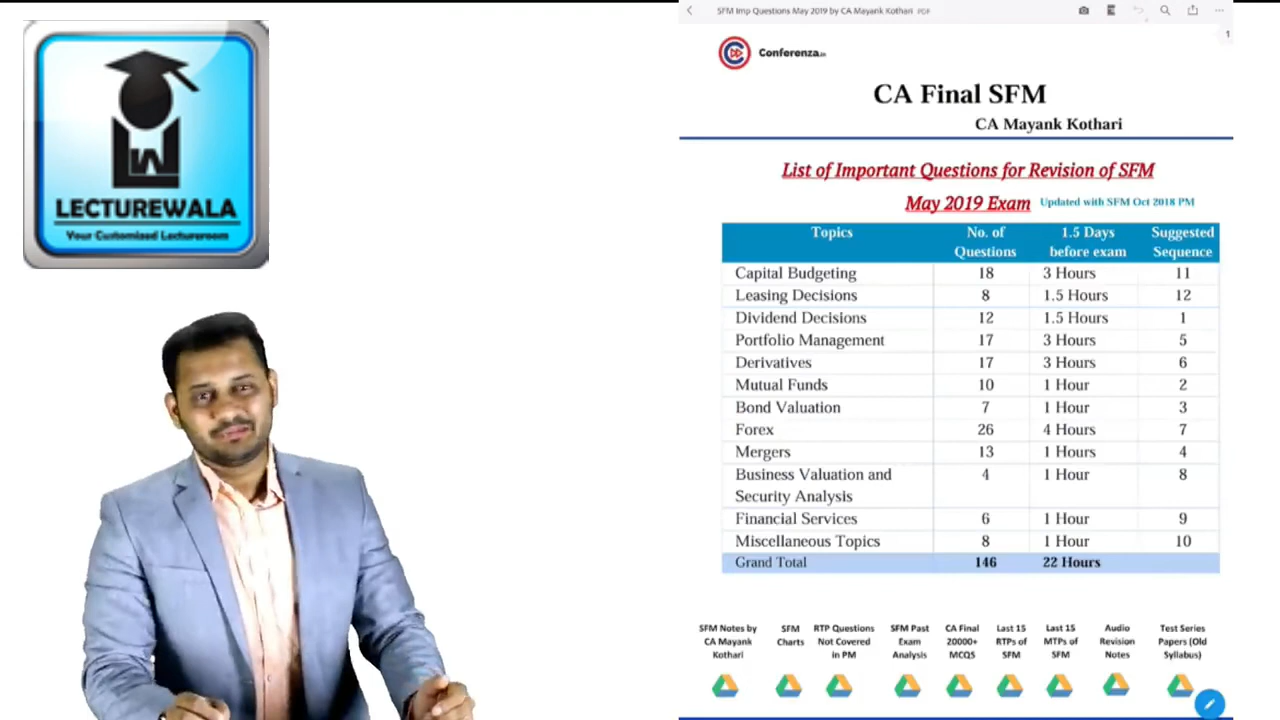 LW
LECTUREWALA
Your Customised Lectureroom
SFM Imp Questions May 2019 by CA Mayank Kothari PDF
1
Conferenza.in
CA Final SFM
CA Mayank Kothari
List of Important Questions for Revision of SFM
May 2019 Exam Updated with SFM Oct 2018 PM
Topics No. of Questions 1.5 Days before exam Suggested Sequence
Capital Budgeting 18 3 Hours 11
Leasing Decisions 8 1.5 Hours 12
Dividend Decisions 12 1.5 Hours 1
Portfolio Management 17 3 Hours 5
Derivatives 17 3 Hours 6
Mutual Funds 10 1 Hour 2
Bond Valuation 7 1 Hour 3
Forex 26 4 Hours 7
Mergers 13 1 Hours 4
Business Valuation and Security Analysis 4 1 Hour 8
Financial Services 6 1 Hour 9
Miscellaneous Topics 8 1 Hour 10
Grand Total 146 22 Hours
SFM Notes by CA Mayank Kothari
SFM Charts
RTP Questions Not Covered in PM
SFM Past Exam Analysis
CA Final 20000+ MCQS
Last 15 RTPs of SFM
Last 15 MTPs of SFM
Audio Revision Notes
Test Series Papers (Old Syllabus)